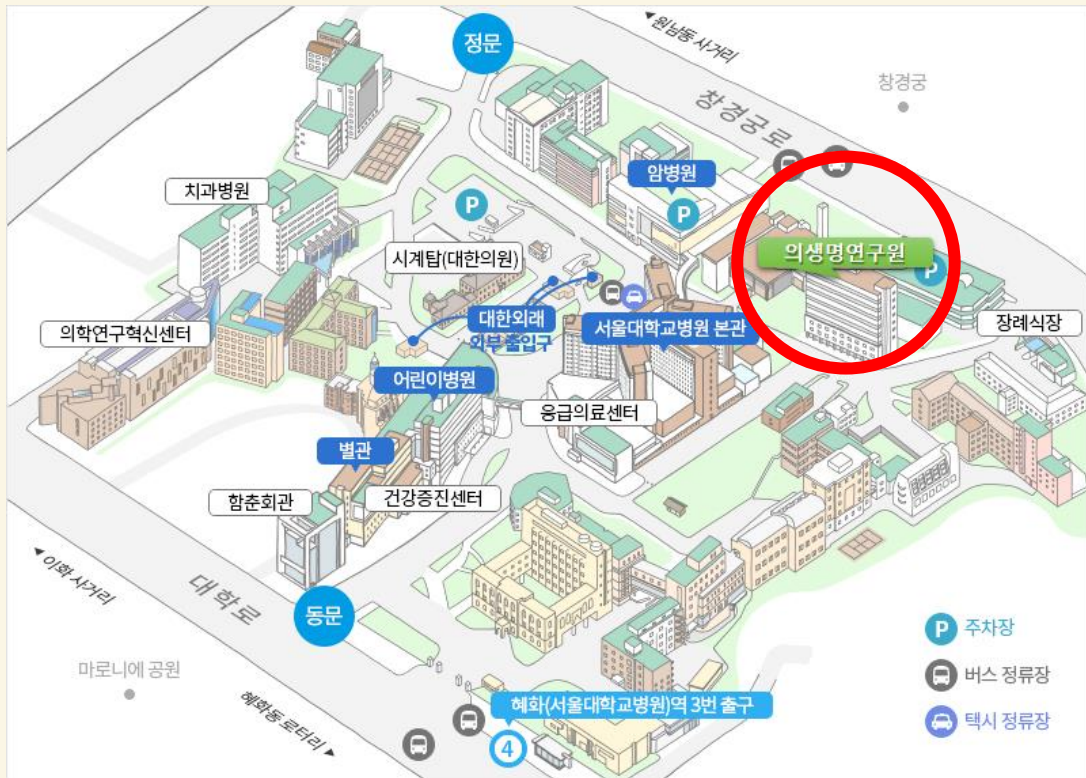 정문
◀ 원남동 사거리
창경궁로
창경궁
암병원
P
치과병원
P
의생명연구원
P
시계탑(대한의원)
대한외래
외부 출입구
서울대학교병원 본관
장례식장
의학연구혁신센터
어린이병원
응급의료센터
별관
함춘회관
건강증진센터
◀ 이화 사거리
대학로
동문
마로니에 공원
혜화동 로터리 ▶
혜화(서울대학교병원)역 3번 출구
4
P 주차장
버스 정류장
택시 정류장